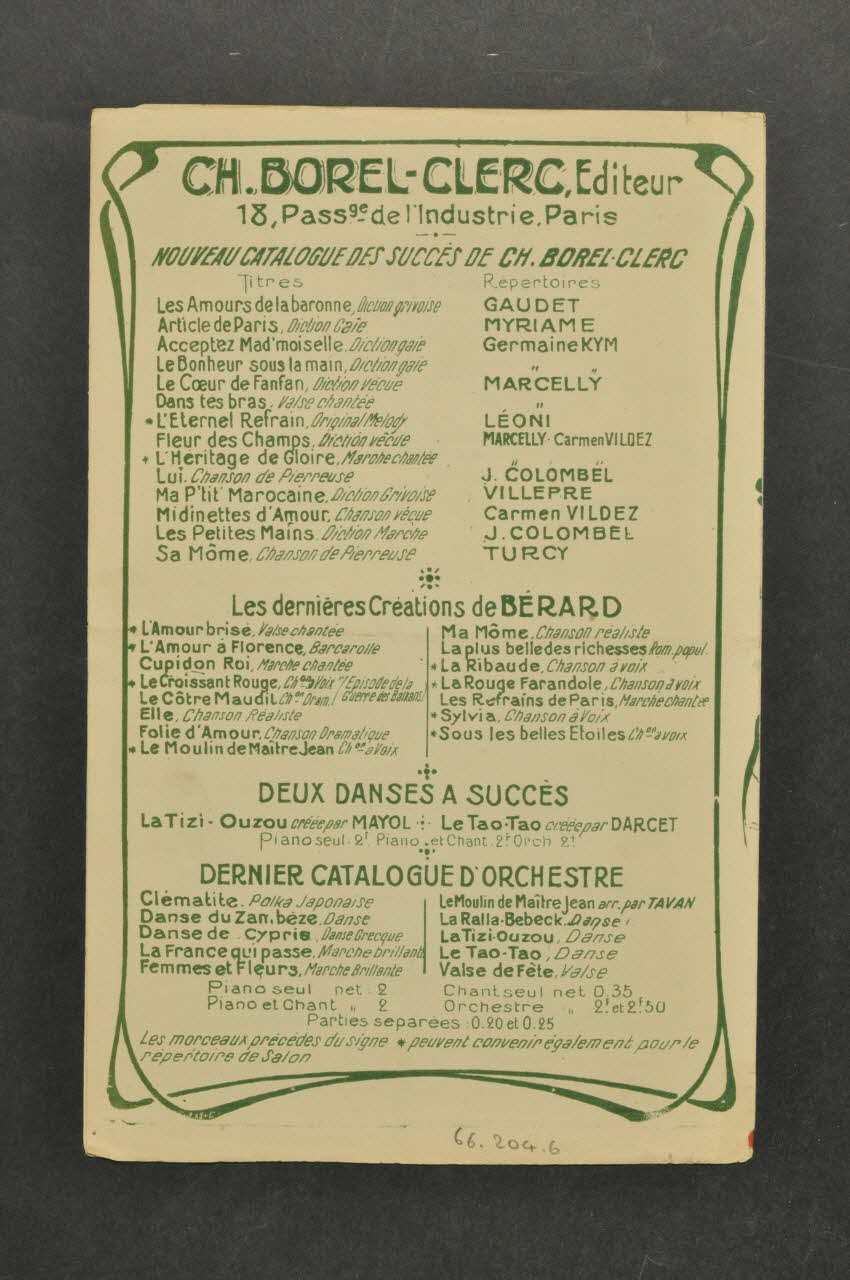 CH. BOREL-CLERC, Editeur
18, Passge de l'Industrie, Paris
NOUVEAU CATALOGUE DES SUCCÈS DE CH. BOREL-CLERC
Titres Répertoires
Les Amours de la baronne, Diction grivoise GAUDET
Article de Paris, Diction Gaie MYRIAME
Acceptez Mad'moiselle, Diction gaie Germaine KYM
Le Bonheur sous la main, Diction gaie " "
Le Cœur de Fanfan, Diction vécue MARCELLY
Dans tes bras, Valse chantée "
* L'Eternel Refrain, Original Melody LÉONI
Fleur des Champs, Diction vécue MARCELLY - Carmen VILDEZ
* L'Héritage de Gloire, Marche chantée " "
Lui, Chanson de Pierreuse J. COLOMBEL
Ma P'tit' Marocaine, Diction Grivoise VILLEPRE
Midinettes d'Amour, Chanson vécue Carmen VILDEZ
Les Petites Mains, Diction Marche J. COLOMBEL
Sa Môme, Chanson de Pierreuse TURCY
Les dernières Créations de BÉRARD
* L'Amour brisé, Valse chantée
* L'Amour à Florence, Barcarolle
Cupidon Roi, Marche chantée
* Le Croissant Rouge, Chon à Voix (Episode de la
Le Côtre Maudit, Chon Dram. Guerre des Balkans)
Elle, Chanson Réaliste
Folie d'Amour, Chanson Dramatique
* Le Moulin de Maître Jean Chon à Voix
Ma Môme, Chanson réaliste
La plus belle des richesses Rom. popul.
* La Ribaude, Chanson à voix
* La Rouge Farandole, Chanson à voix
Les Refrains de Paris, Marche chantée
* Sylvia, Chanson à Voix
* Sous les belles Etoiles Chon à voix
DEUX DANSES A SUCCÈS
La Tizi-Ouzou créée par MAYOL Le Tao-Tao créée par DARCET
Piano seul 2f Piano et Chant 2f Orch 2f
DERNIER CATALOGUE D'ORCHESTRE
Clématite, Polka Japonaise
Danse du Zambèze, Danse
Danse de Cypris, Danse Grecque
La France qui passe, Marche brillante
Femmes et Fleurs, Marche Brillante
Le Moulin de Maître Jean arr. par TAVAN
La Ralla-Bebeck, Danse
La Tizi-Ouzou, Danse
Le Tao-Tao, Danse
Valse de Fête, Valse
Piano seul net 2 Chant seul net 0.35
Piano et Chant " 2 Orchestre " 2f et 2f50
Parties séparées : 0.20 et 0.25
Les morceaux précédés du signe * peuvent convenir également pour le
répertoire de Salon
66.204.6